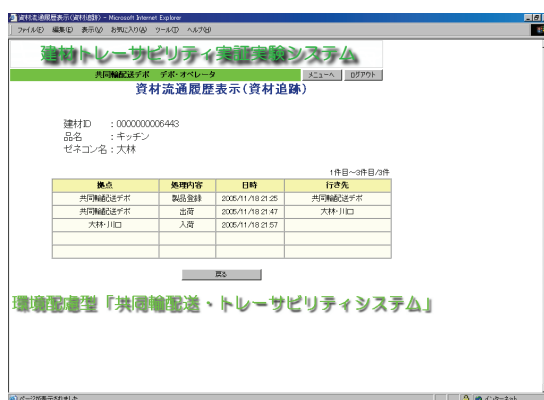 資材流通履歴表示(資材追跡) - Microsoft Internet Explorer
ファイル(F) 編集(E) 表示(V) お気に入り(A) ツール(T) ヘルプ(H)
建材トレーサビリティ実証実験システム
共同輸配送デポ デポ・オペレータ メニューへ ログアウト
資材流通履歴表示(資材追跡)
建材ID : 0000000006443
品名 : キッチン
ゼネコン名 : 大林
1件目～3件目/3件
拠点 処理内容 日時 行き先
共同輸配送デポ 製品登録 2005/11/18 21:25 共同輸配送デポ
共同輸配送デポ 出荷 2005/11/18 21:47 大林・川口
大林・川口 入荷 2005/11/18 21:57
戻る
環境配慮型「共同輸配送・トレーサビリティシステム」
ページが表示されました インターネット